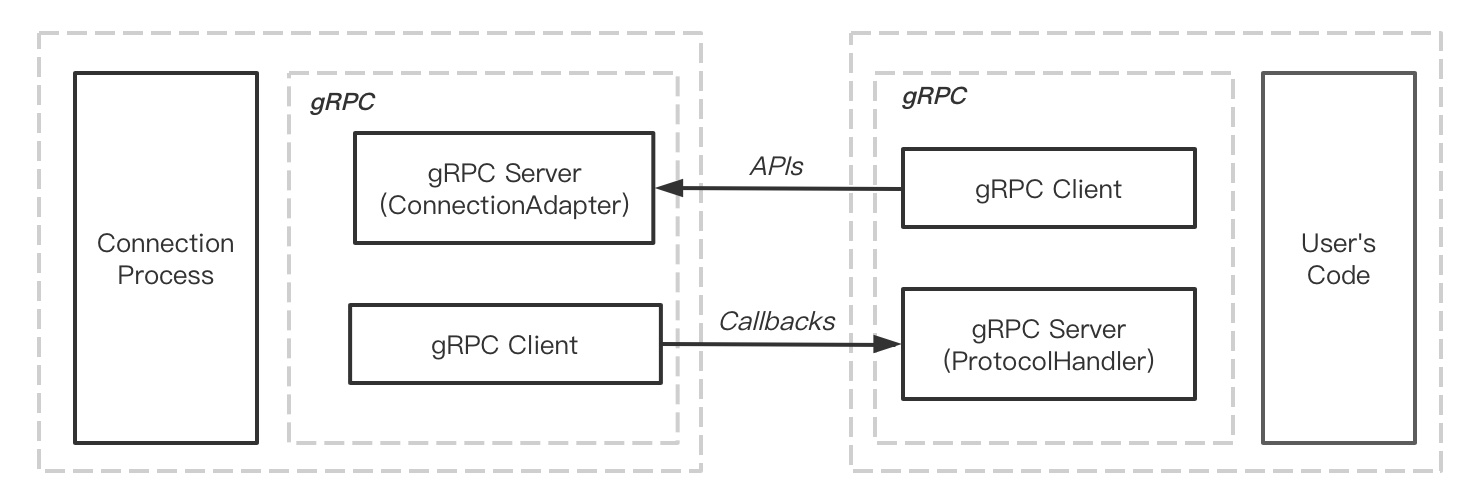 gRPC
gRPC Server
(ConnectionAdapter)
Connection
Process
gRPC Client
APIs
Callbacks
gRPC
gRPC Client
gRPC Server
(ProtocolHandler)
User's
Code